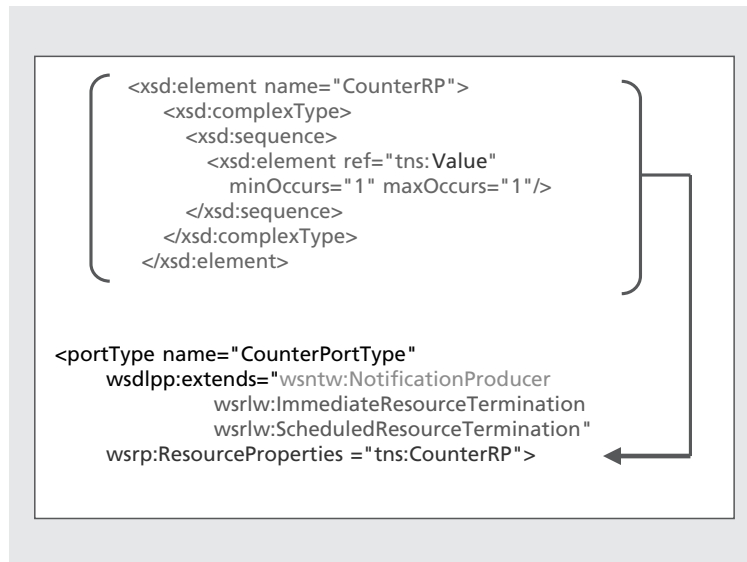 <xsd:element name="CounterRP">
<xsd:complexType>
<xsd:sequence>
<xsd:element ref="tns:Value"
minOccurs="1" maxOccurs="1"/>
</xsd:sequence>
</xsd:complexType>
</xsd:element>
<portType name="CounterPortType"
wsdlpp:extends="wsntw:NotificationProducer
wsrlw:ImmediateResourceTermination
wsrlw:ScheduledResourceTermination"
wsrp:ResourceProperties ="tns:CounterRP">